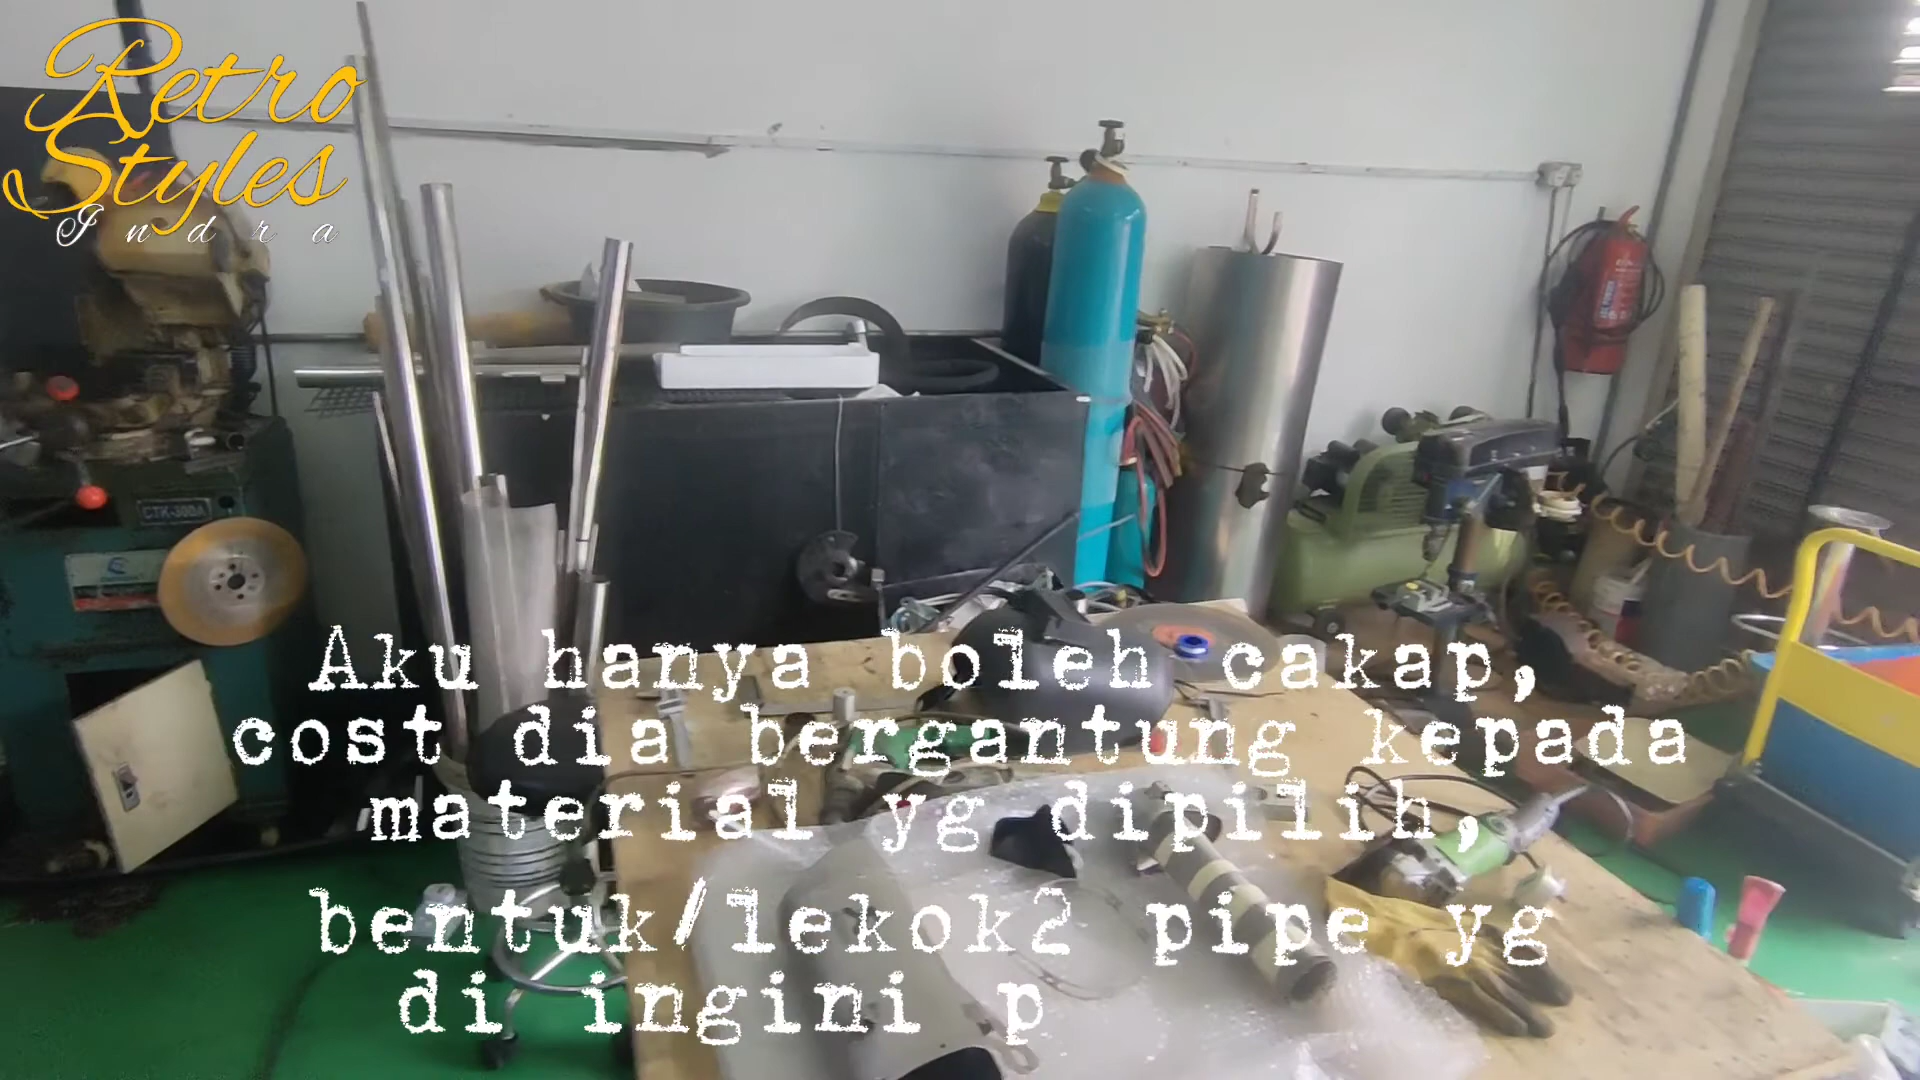 Retro
Styles
Indra
CTK-300A
Aku hanya boleh cakap,
cost dia bergantung kepada
material yg dipilih,
bentuk/lekok2 pipe yg
di ingini p